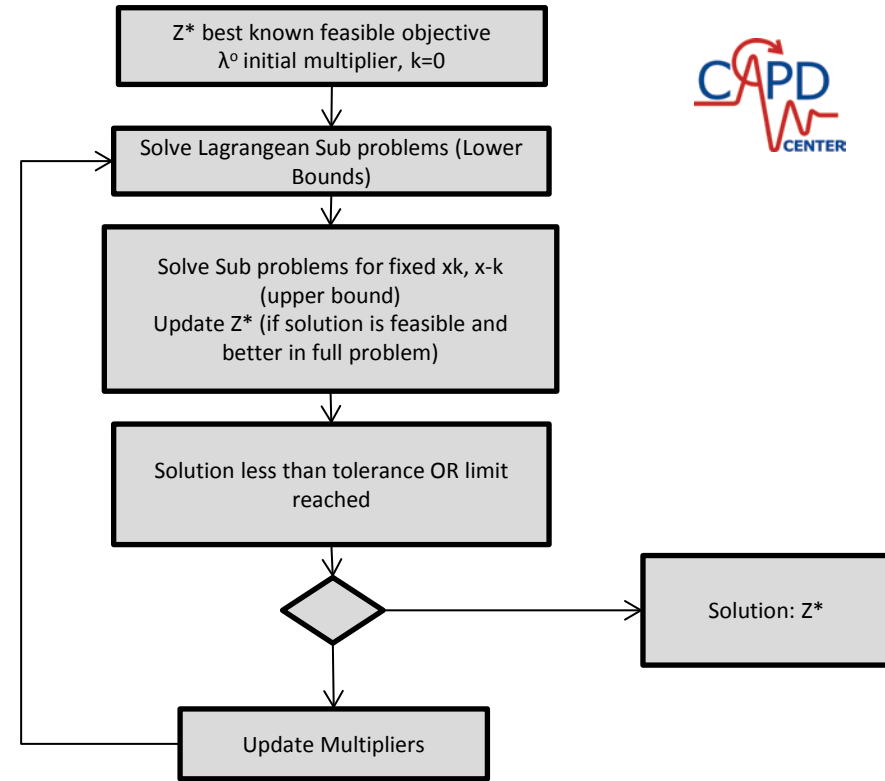 Z* best known feasible objective
λº initial multiplier, k=0
CAPD
CENTER
Solve Lagrangean Sub problems (Lower
Bounds)
Solve Sub problems for fixed xk, x-k
(upper bound)
Update Z* (if solution is feasible and
better in full problem)
Solution less than tolerance OR limit
reached
Solution: Z*
Update Multipliers